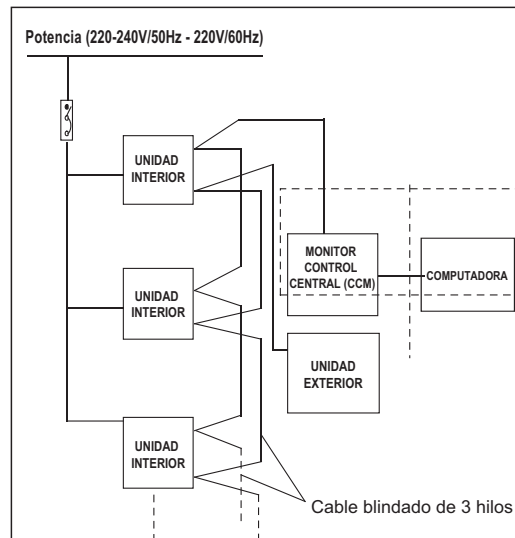 Potencia (220-240V/50Hz - 220V/60Hz)
UNIDAD
INTERIOR
MONITOR
CONTROL
CENTRAL (CCM)
COMPUTADORA
UNIDAD
INTERIOR
UNIDAD
EXTERIOR
UNIDAD
INTERIOR
Cable blindado de 3 hilos